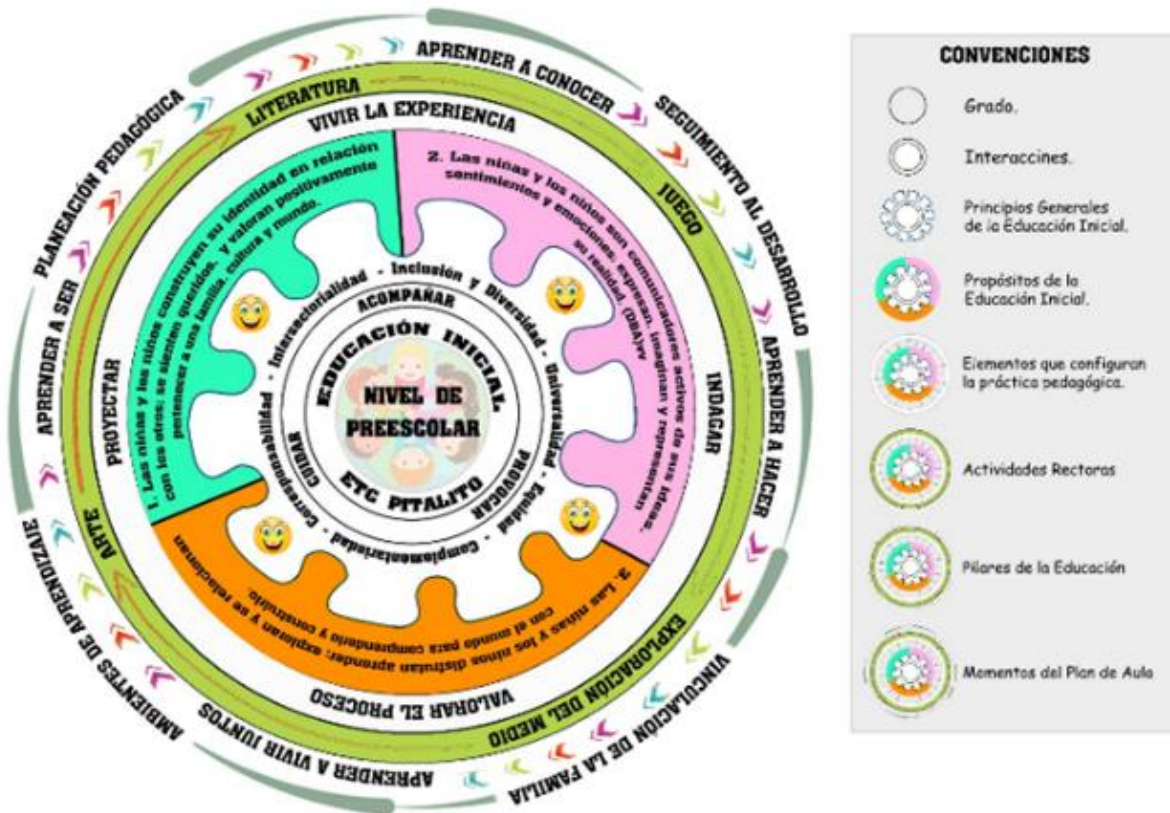 PLANEACIÓN PEDAGÓGICA
SEGUIMIENTO AL DESARROLLO
VINCULACIÓN DE LA FAMILIA
AMBIENTES DE APRENDIZAJE
APRENDER A SER
APRENDER A CONOCER
APRENDER A HACER
APRENDER A VIVIR JUNTOS
LITERATURA
JUEGO
EXPLORACIÓN DEL MEDIO
ARTE
PROYECTAR
VIVIR LA EXPERIENCIA
INDAGAR
VALORAR EL PROCESO
1. Las niñas y los niños construyen su identidad en relación
con los otros; se sienten queridos, y valoran positivamente
pertenecer a una familia, cultura y mundo.
2. Las niñas y los niños son comunicadores activos de sus ideas,
sentimientos y emociones; expresan, imaginan y representan
su realidad. (DBA)vv
3. Las niñas y los niños disfrutan aprender; exploran y se relacionan
con el mundo para comprenderlo y construirlo.
Corresponsabilidad - Intersectorialidad - Inclusión y Diversidad - Universalidad - Equidad - Complementariedad -
ACOMPAÑAR
PROVOCAR
CUIDAR
EDUCACIÓN INICIAL
NIVEL DE
PREESCOLAR
ETC PITALITO
CONVENCIONES
Grado.
Interaccines.
Principios Generales
de la Educación Inicial.
Propósitos de la
Educación Inicial.
Elementos que configuran
la práctica pedagógica.
Actividades Rectoras
Pilares de la Educación
Momentos del Plan de Aula